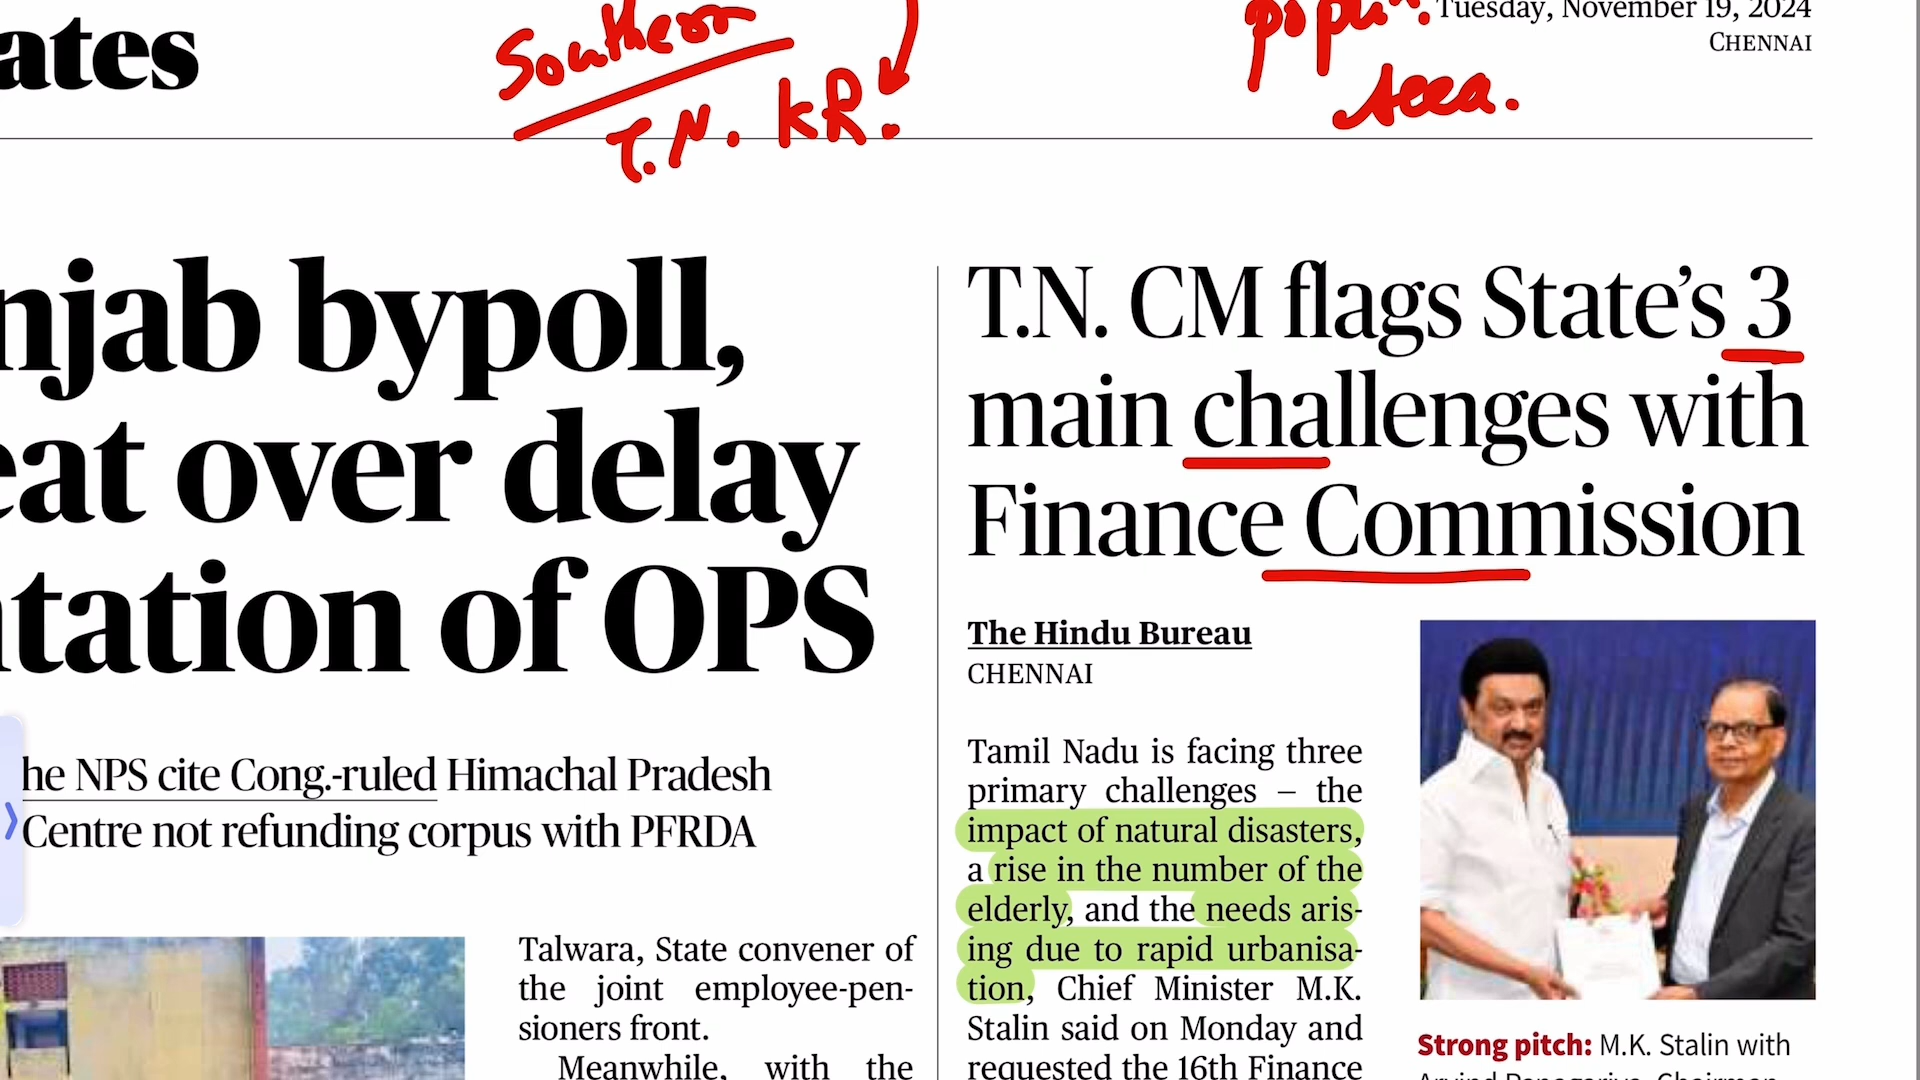 ates
Southern
T.N. KR.
popun.
Area.
Tuesday, November 19, 2024
CHENNAI
njab bypoll,
eat over delay
tation of OPS
he NPS cite Cong.-ruled Himachal Pradesh
Centre not refunding corpus with PFRDA
Talwara, State convener of
the joint employee-pen-
sioners front.
Meanwhile, with the
T.N. CM flags State’s 3
main challenges with
Finance Commission
The Hindu Bureau
CHENNAI
Tamil Nadu is facing three
primary challenges – the
impact of natural disasters,
a rise in the number of the
elderly, and the needs aris-
ing due to rapid urbanisa-
tion, Chief Minister M.K.
Stalin said on Monday and
requested the 16th Finance
Strong pitch: M.K. Stalin with
Arvind Panagariya, Chairman